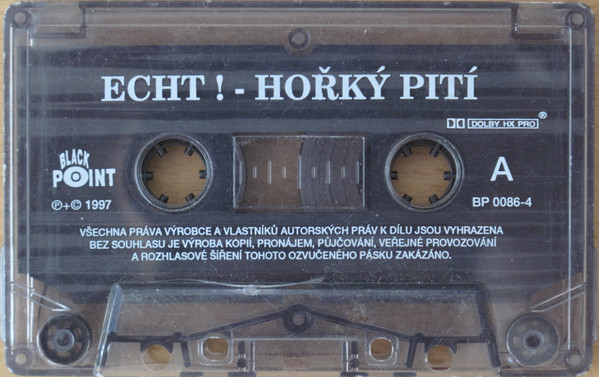 ECHT ! - HOŘKÝ PITÍ
DOLBY HX PRO ®
BLACK
POINT
A
℗+© 1997
BP 0086-4
VŠECHNA PRÁVA VÝROBCE A VLASTNÍKŮ AUTORSKÝCH PRÁV K DÍLU JSOU VYHRAZENA
BEZ SOUHLASU JE VÝROBA KÓPIÍ, PRONÁJEM, PŮJČOVÁNÍ, VEŘEJNÉ PROVOZOVÁNÍ
A ROZHLASOVÉ ŠÍŘENÍ TOHOTO OZVUČENÉHO PÁSKU ZAKÁZÁNO.